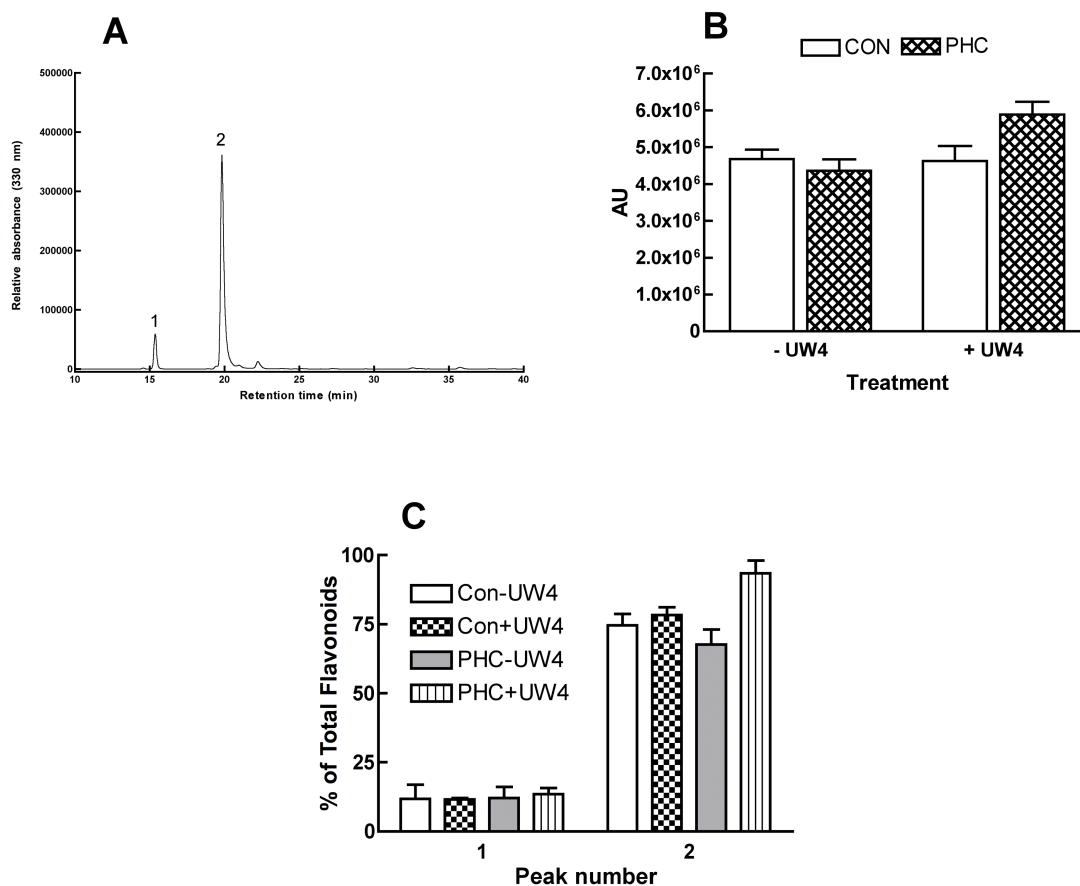 A
Relative absorbance (330 nm)
500000
400000
300000
200000
100000
0
1
2
10 15 20 25 30 35 40
Retention time (min)
B
CON PHC
AU
7.0x10⁶
6.0x10⁶
5.0x10⁶
4.0x10⁶
3.0x10⁶
2.0x10⁶
1.0x10⁶
0
- UW4 + UW4
Treatment
C
% of Total Flavonoids
100
75
50
25
0
Con-UW4
Con+UW4
PHC-UW4
PHC+UW4
1 2
Peak number